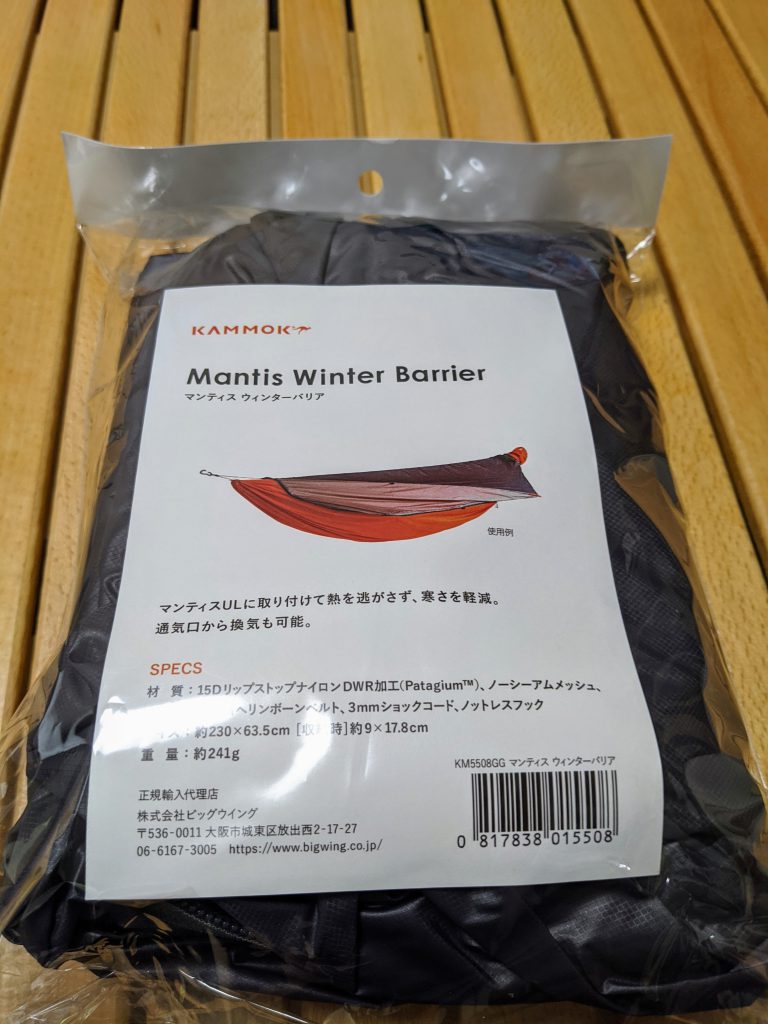 KAMMOK
Mantis Winter Barrier
マンティス ウィンターバリア
使用例
マンティスULに取り付けて熱を逃がさず、寒さを軽減。
通気口から換気も可能。
SPECS
材 質：15DリップストップナイロンDWR加工(Patagium™)、ノーシーアムメッシュ、
ヘリンボーンベルト、3mmショックコード、ノットレスフック
約230×63.5cm [収納時]約9×17.8cm
重 量：約241g
KM5508GG マンティス ウィンターバリア
0 817838 015508
正規輸入代理店
株式会社ビッグウイング
〒536-0011 大阪市城東区放出西2-17-27
06-6167-3005 https://www.bigwing.co.jp/